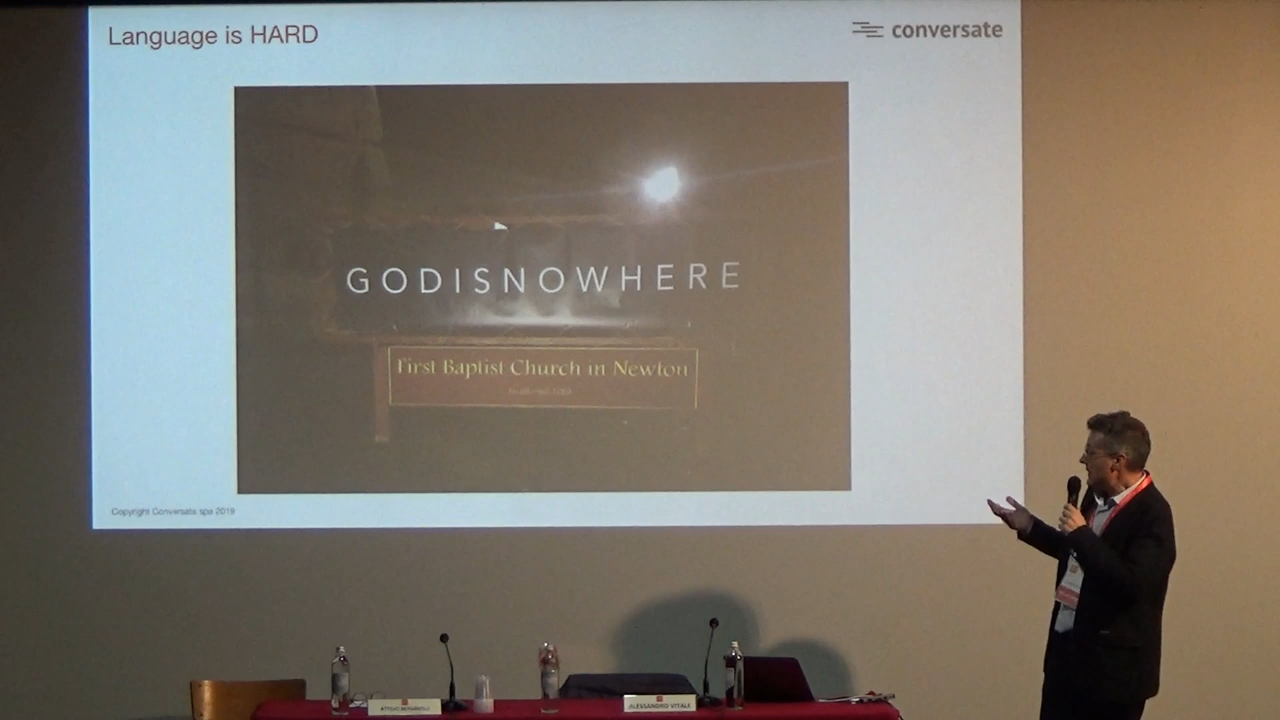 Language is HARD
conversate
GODISNOWHERE
First Baptist Church in Newton
Copyright Conversate spa 2019
ALESSANDRO VITALE